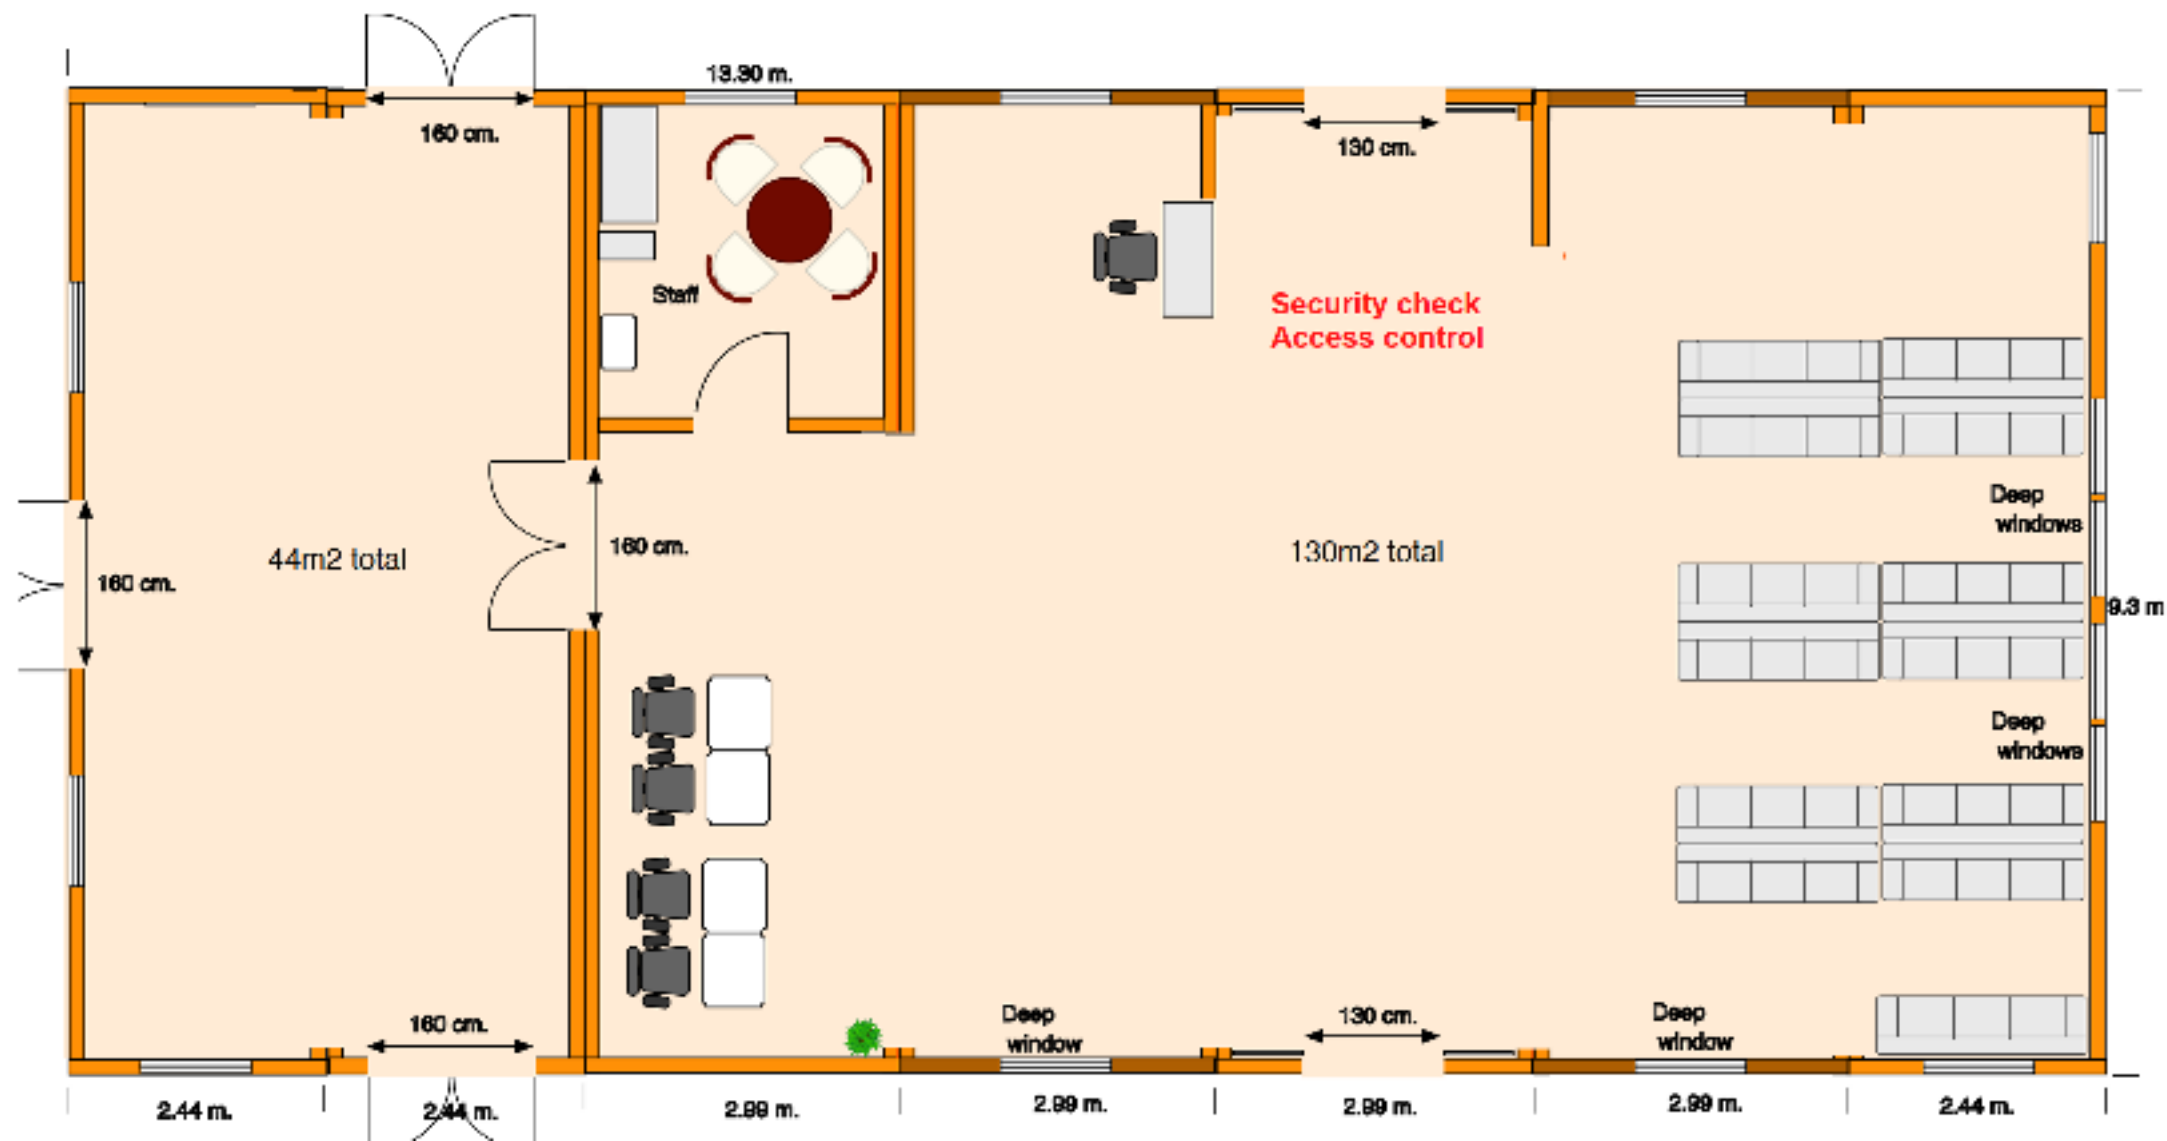 13.30 m.
160 cm.
130 cm.
Staff
Security check
Access control
Deep
windows
160 cm.
44m2 total
160 cm.
130m2 total
9.3 m
Deep
windows
Deep
window
130 cm.
Deep
window
160 cm.
2.44 m.
2.44 m.
2.99 m.
2.99 m.
2.99 m.
2.99 m.
2.44 m.